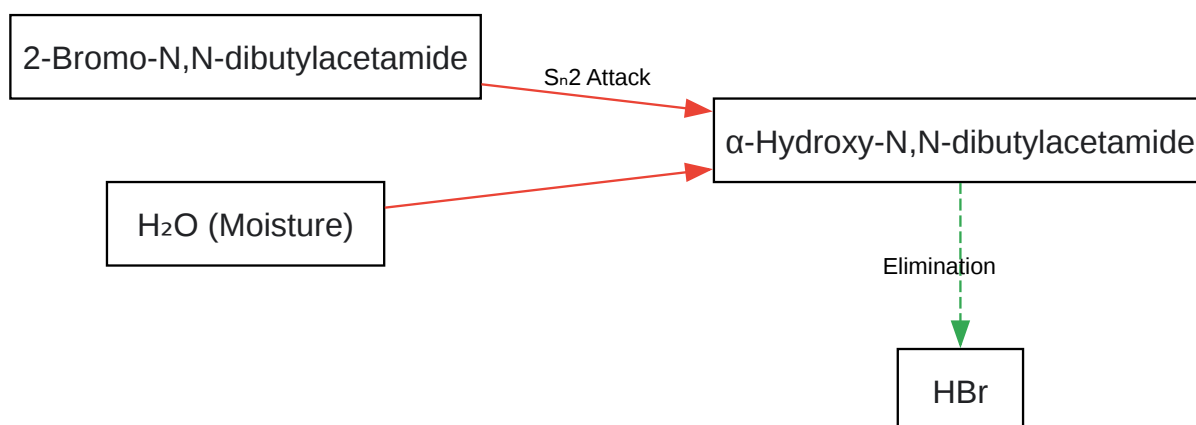 2-Bromo-N,N-dibutylacetamide
Sₙ2 Attack
α-Hydroxy-N,N-dibutylacetamide
H₂O (Moisture)
Elimination
HBr